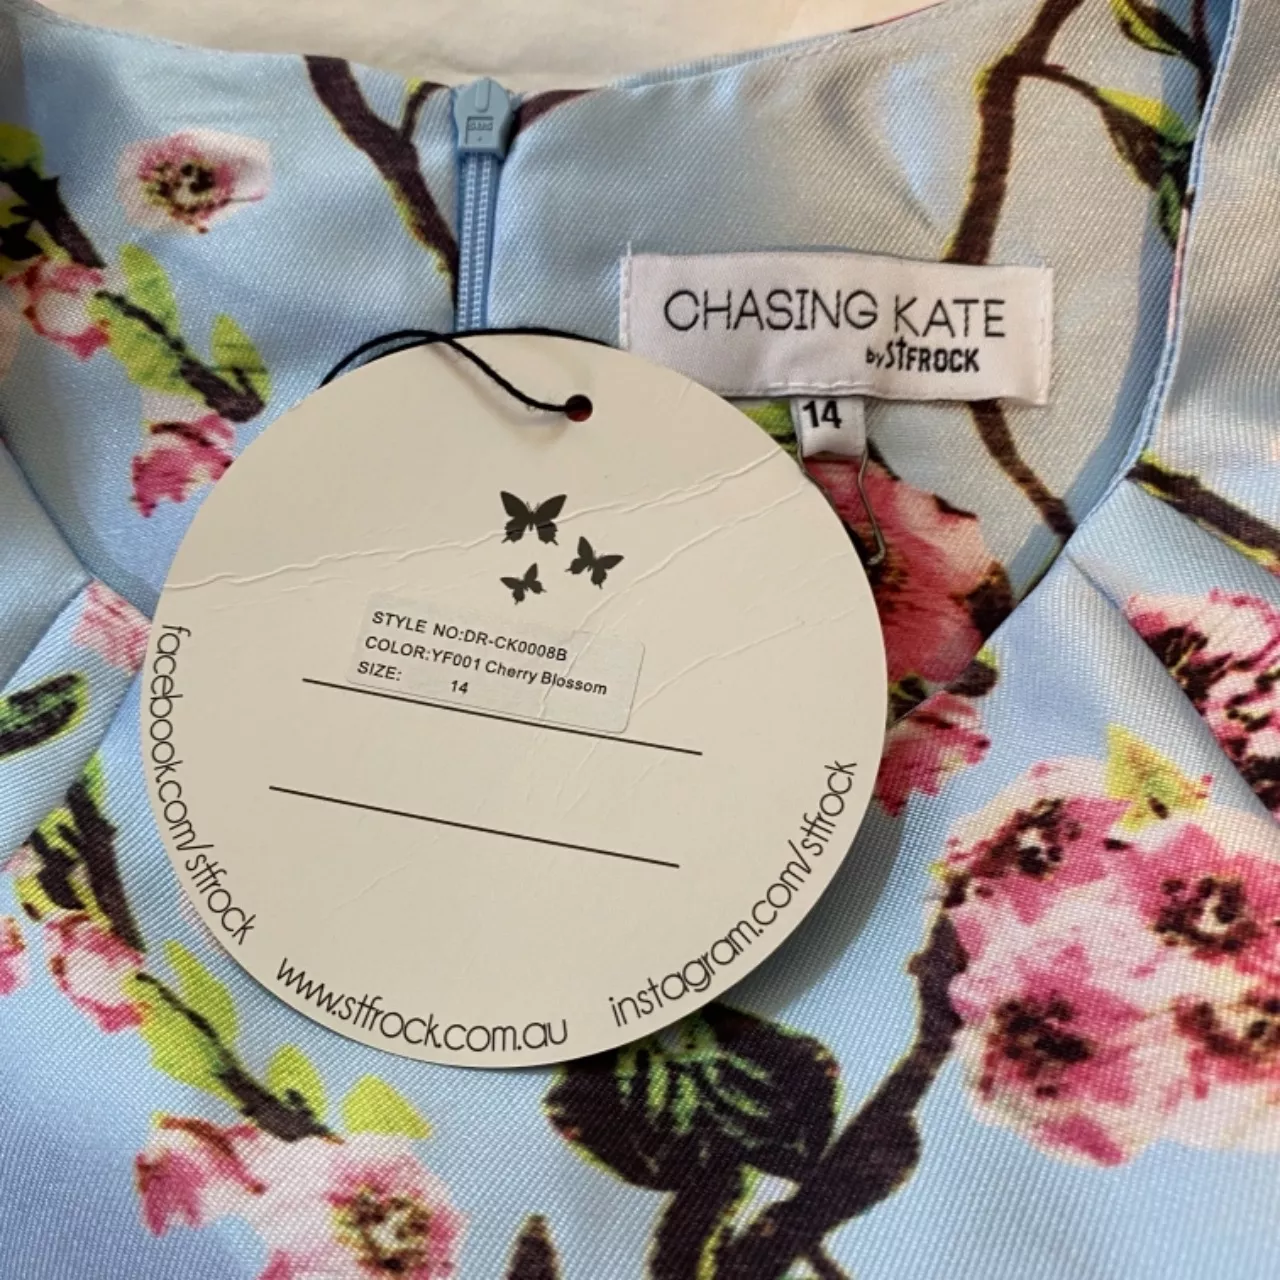 CHASING KATE
by STFROCK
14
STYLE NO:DR-CK0008B
COLOR:YF001 Cherry Blossom
SIZE: 14
facebook.com/stfrock
www.stfrock.com.au
instagram.com/stfrock